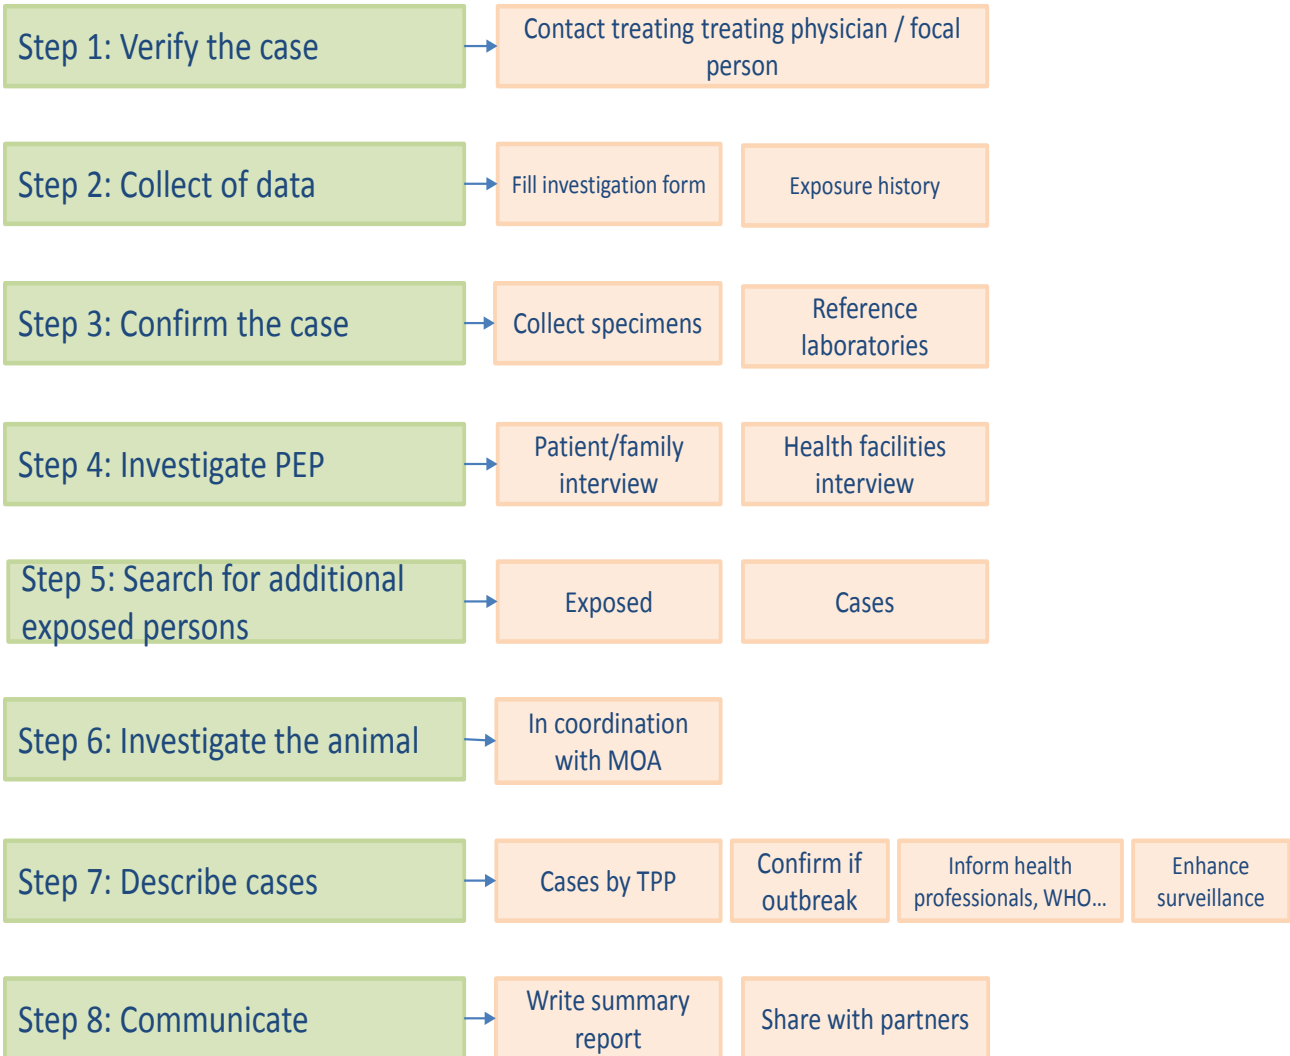 Step 1: Verify the case
Contact treating treating physician / focal
person
Step 2: Collect of data
Fill investigation form
Exposure history
Step 3: Confirm the case
Collect specimens
Reference
laboratories
Step 4: Investigate PEP
Patient/family
interview
Health facilities
interview
Step 5: Search for additional
exposed persons
Exposed
Cases
Step 6: Investigate the animal
In coordination
with MOA
Step 7: Describe cases
Cases by TPP
Confirm if
outbreak
Inform health
professionals, WHO…
Enhance
surveillance
Step 8: Communicate
Write summary
report
Share with partners